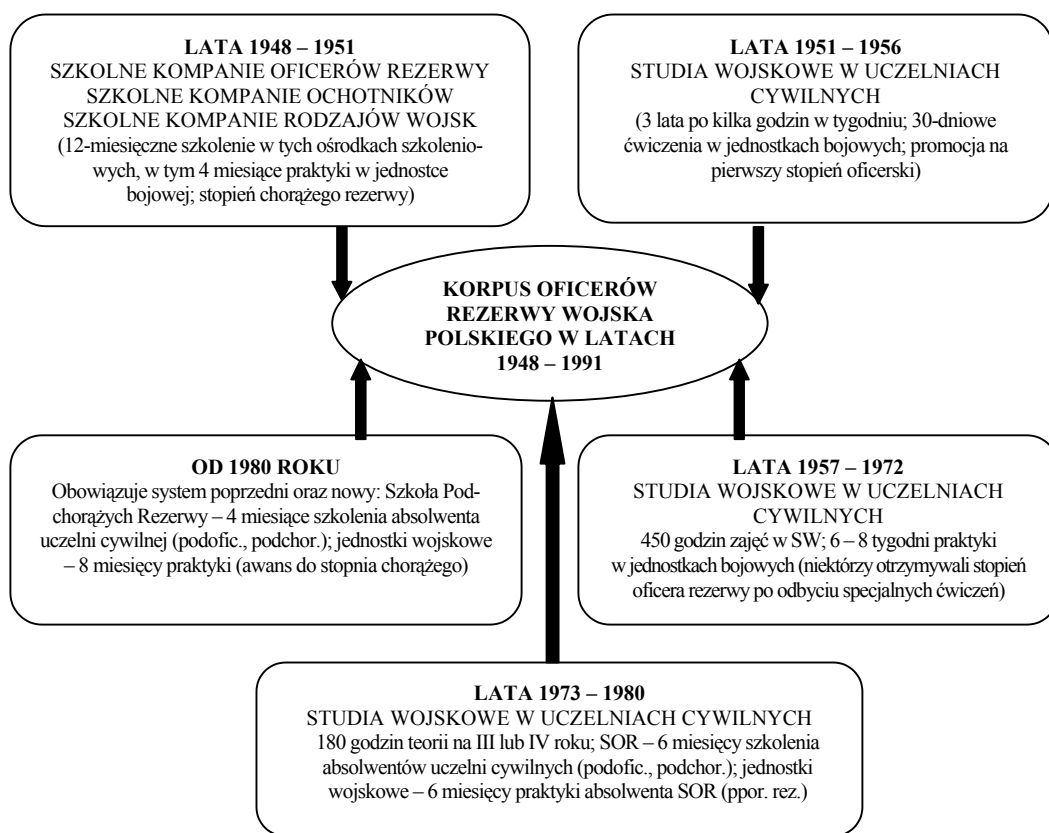 LATA 1948 – 1951
SZKOLNE KOMPANIE OFICERÓW REZERWY
SZKOLNE KOMPANIE OCHOTNIKÓW
SZKOLNE KOMPANIE RODZAJÓW WOJSK
(12-miesięczne szkolenie w tych ośrodkach szkolenio-
wych, w tym 4 miesiące praktyki w jednostce
bojowej; stopień chorążego rezerwy)
LATA 1951 – 1956
STUDIA WOJSKOWE W UCZELNIACH
CYWILNYCH
(3 lata po kilka godzin w tygodniu; 30-dniowe
ćwiczenia w jednostkach bojowych; promocja na
pierwszy stopień oficerski)
KORPUS OFICERÓW
REZERWY WOJSKA
POLSKIEGO W LATACH
1948 – 1991
OD 1980 ROKU
Obowiązuje system poprzedni oraz nowy: Szkoła Pod-
chorążych Rezerwy – 4 miesiące szkolenia absolwenta
uczelni cywilnej (podofic., podchor.); jednostki wojskowe
– 8 miesięcy praktyki (awans do stopnia chorążego)
LATA 1957 – 1972
STUDIA WOJSKOWE W UCZELNIACH
CYWILNYCH
450 godzin zajęć w SW; 6 – 8 tygodni praktyki
w jednostkach bojowych (niektórzy otrzymywali stopień
oficera rezerwy po odbyciu specjalnych ćwiczeń)
LATA 1973 – 1980
STUDIA WOJSKOWE W UCZELNIACH CYWILNYCH
180 godzin teorii na III lub IV roku; SOR – 6 miesięcy szkolenia
absolwentów uczelni cywilnych (podofic., podchor.); jednostki
wojskowe – 6 miesięcy praktyki absolwenta SOR (ppor. rez.)